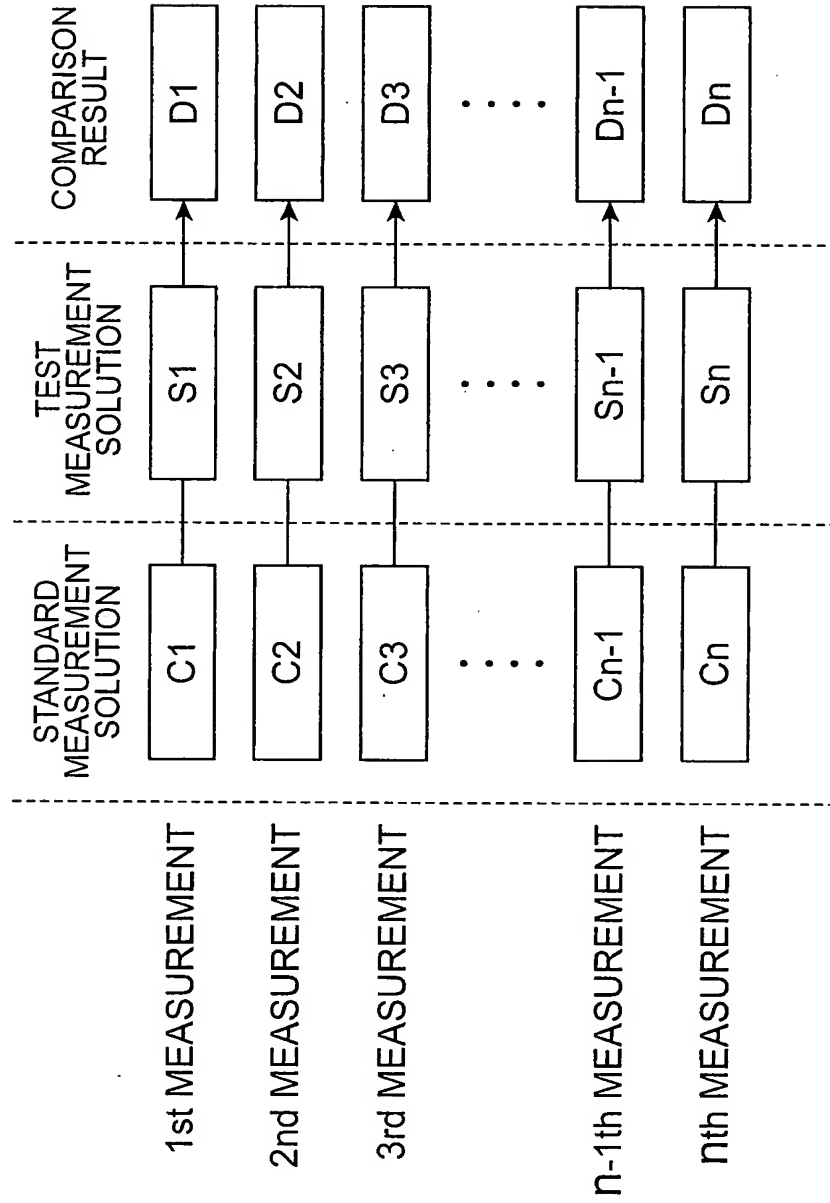 STANDARD
MEASUREMENT
SOLUTION
TEST
MEASUREMENT
SOLUTION
COMPARISON
RESULT
1st MEASUREMENT
C1
S1
D1
2nd MEASUREMENT
C2
S2
D2
3rd MEASUREMENT
C3
S3
D3
n-1th MEASUREMENT
Cn-1
Sn-1
Dn-1
nth MEASUREMENT
Cn
Sn
Dn